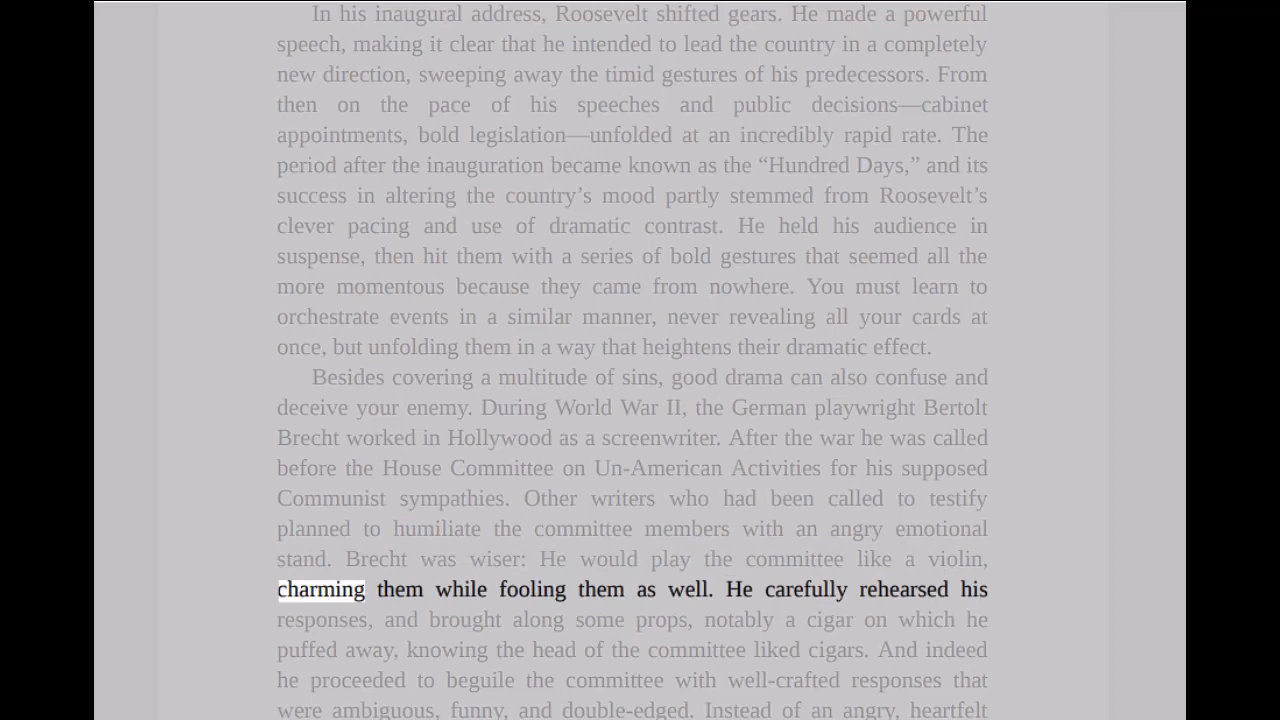 In his inaugural address, Roosevelt shifted gears. He made a powerful
speech, making it clear that he intended to lead the country in a completely
new direction, sweeping away the timid gestures of his predecessors. From
then on the pace of his speeches and public decisions—cabinet
appointments, bold legislation—unfolded at an incredibly rapid rate. The
period after the inauguration became known as the “Hundred Days,” and its
success in altering the country’s mood partly stemmed from Roosevelt’s
clever pacing and use of dramatic contrast. He held his audience in
suspense, then hit them with a series of bold gestures that seemed all the
more momentous because they came from nowhere. You must learn to
orchestrate events in a similar manner, never revealing all your cards at
once, but unfolding them in a way that heightens their dramatic effect.
Besides covering a multitude of sins, good drama can also confuse and
deceive your enemy. During World War II, the German playwright Bertolt
Brecht worked in Hollywood as a screenwriter. After the war he was called
before the House Committee on Un-American Activities for his supposed
Communist sympathies. Other writers who had been called to testify
planned to humiliate the committee members with an angry emotional
stand. Brecht was wiser: He would play the committee like a violin,
charming them while fooling them as well. He carefully rehearsed his
responses, and brought along some props, notably a cigar on which he
puffed away, knowing the head of the committee liked cigars. And indeed
he proceeded to beguile the committee with well-crafted responses that
were ambiguous, funny, and double-edged. Instead of an angry, heartfelt